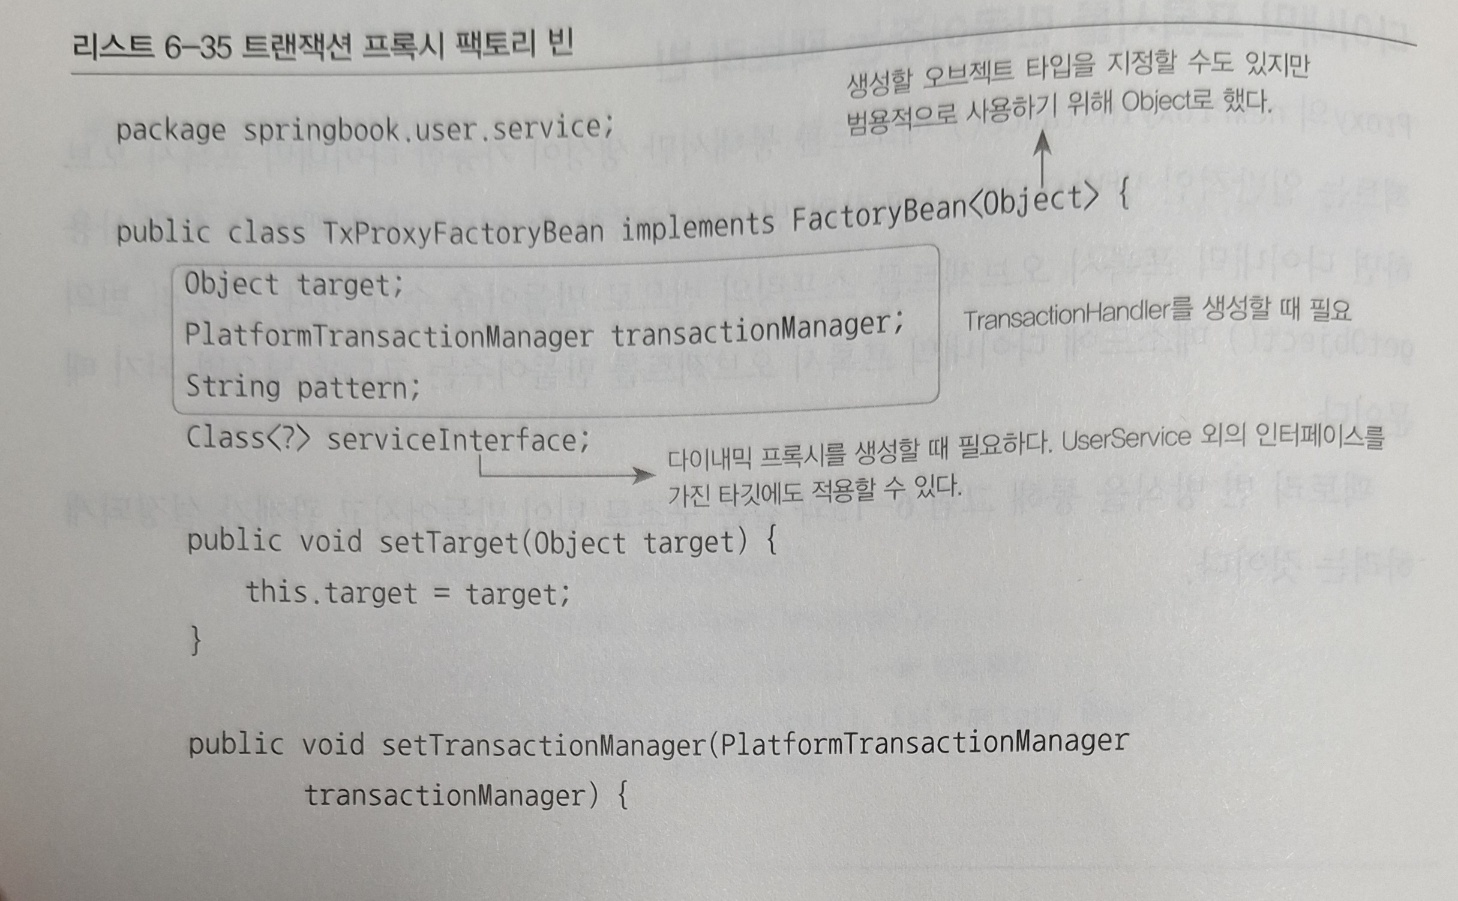 리스트 6-35 트랜잭션 프록시 팩토리 빈
생성할 오브젝트 타입을 지정할 수도 있지만
범용적으로 사용하기 위해 Object로 했다.
package springbook.user.service;
public class TxProxyFactoryBean implements FactoryBean<Object> {
Object target;
PlatformTransactionManager transactionManager;
TransactionHandler를 생성할 때 필요
String pattern;
Class<?> serviceInterface;
다이내믹 프록시를 생성할 때 필요하다. UserService 외의 인터페이스를
가진 타깃에도 적용할 수 있다.
public void setTarget(Object target) {
this.target = target;
}
public void setTransactionManager(PlatformTransactionManager
transactionManager) {